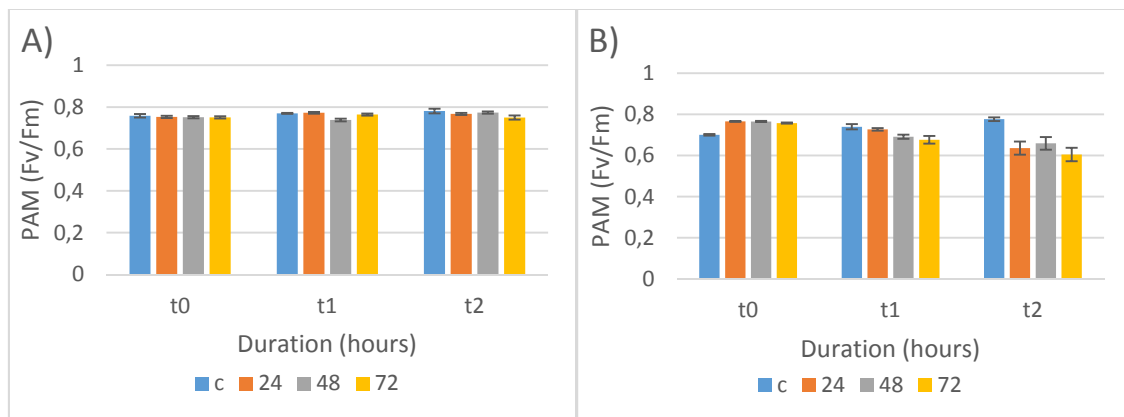 A)
PAM (Fv/Fm)
1
0,8
0,6
0,4
0,2
0
t0 t1 t2
Duration (hours)
c 24 48 72
B)
PAM (Fv/Fm)
1
0,8
0,6
0,4
0,2
0
t0 t1 t2
Duration (hours)
c 24 48 72